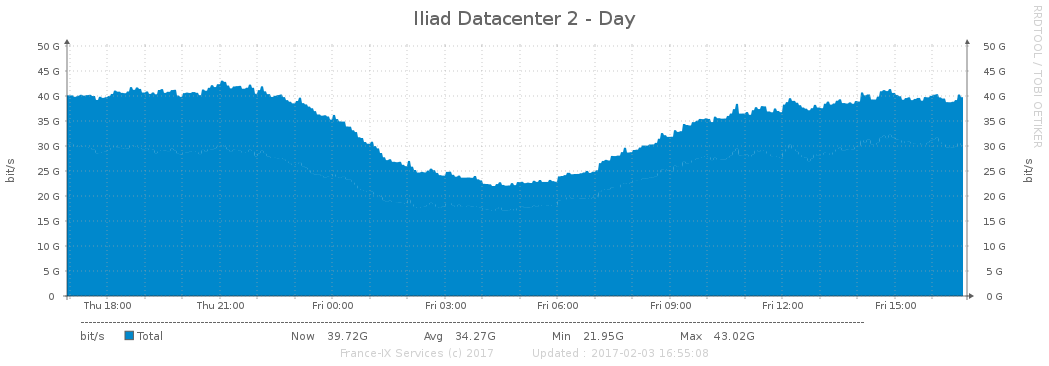 Iliad Datacenter 2 - Day
RRDTOOL / TOBI OETIKER
bit/s
50 G
45 G
40 G
35 G
30 G
25 G
20 G
15 G
10 G
5 G
0
50 G
45 G
40 G
35 G
30 G
25 G
20 G
15 G
10 G
5 G
0 G
bit/s
Thu 18:00 Thu 21:00 Fri 00:00 Fri 03:00 Fri 06:00 Fri 09:00 Fri 12:00 Fri 15:00
bit/s Total Now 39.72G Avg 34.27G Min 21.95G Max 43.02G
France-IX Services (c) 2017 Updated : 2017-02-03 16:55:08